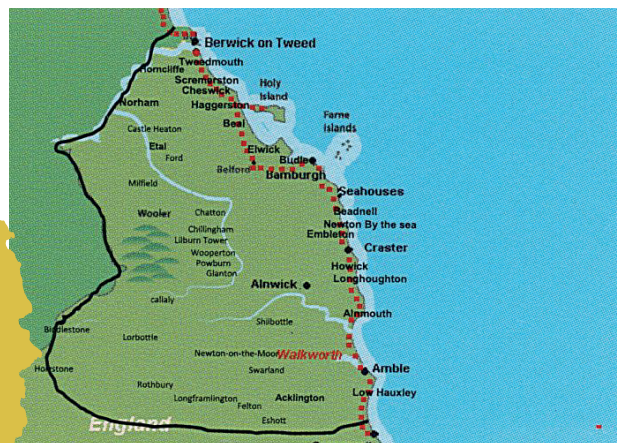 Berwick on Tweed
Tweedmouth
Horncliffe
Scremerston
Cheswick
Holy
Island
Norham
Haggerston
Beal
Farne
Islands
Castle Heaton
Etal
Ford
Elwick
Budle
Belford
Bamburgh
Milfield
Seahouses
Wooler
Chatton
Beadnell
Newton By the sea
Chillingham
Embleton
Lilburn Tower
Craster
Wooperton
Powburn
Howick
Glanton
Longhoughton
Alnwick
callaly
Alnmouth
Shilbottle
Biddlestone
Lorbottle
Newton-on-the-Moor
Walkworth
Harbottle
Swarland
Amble
Rothbury
Low Hauxley
Longframlington
Acklington
Felton
England
Eshott